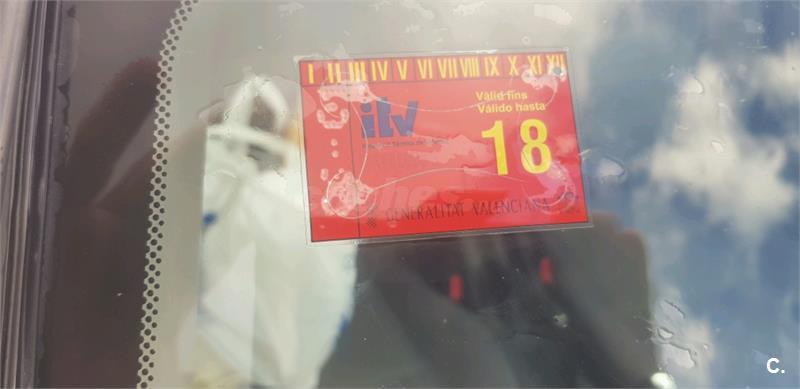 I II III IV V VI VII VIII IX X XI XII
itv
Vàlid fins
Válido hasta
18
GENERALITAT VALENCIANA
C.